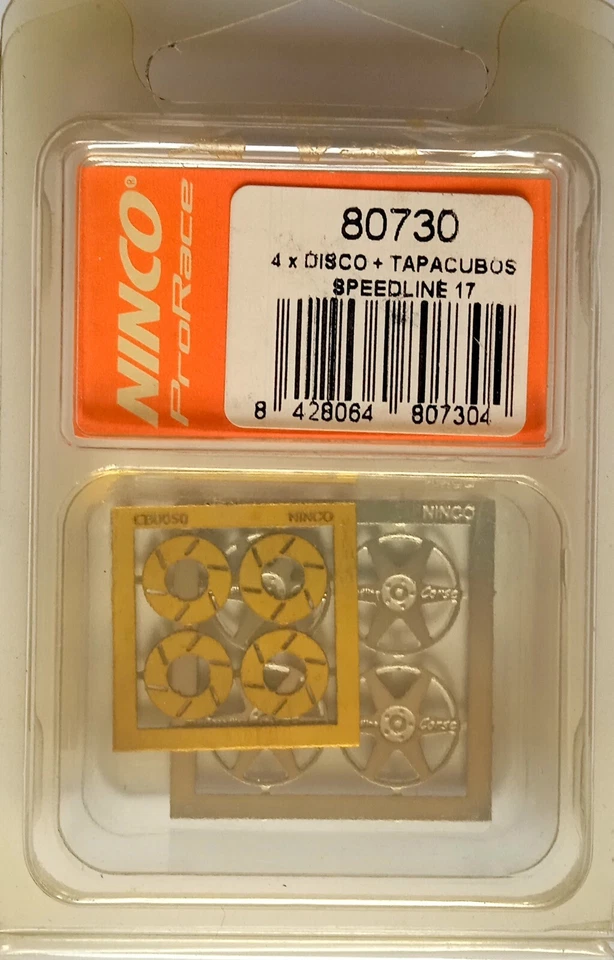 NINCO®
ProRace
80730
4 x DISCO + TAPACUBOS
SPEEDLINE 17
8 428064 807304
NINCO
NINCO
Corse
Corse